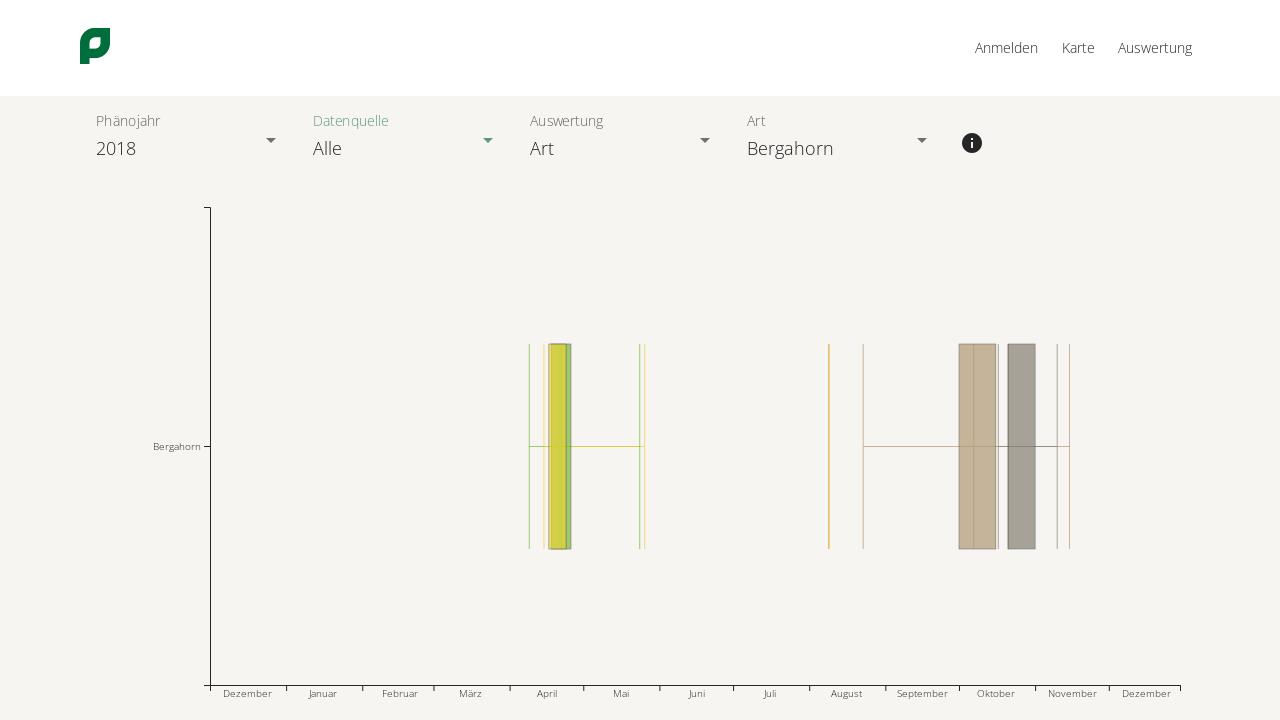 Anmelden Karte Auswertung
Phänojahr Datenquelle Auswertung Art
2018 Alle Art Bergahorn
Bergahorn
Dezember Januar Februar März April Mai Juni Juli August September Oktober November Dezember